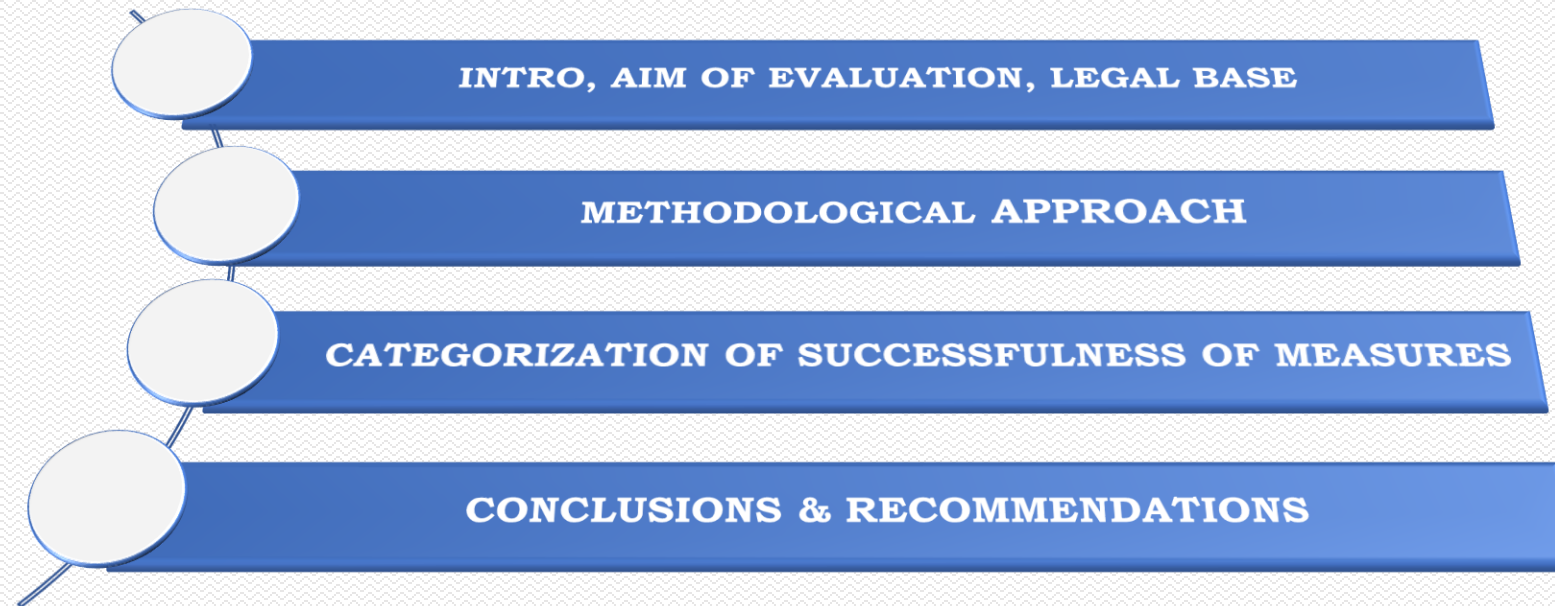 INTRO, AIM OF EVALUATION, LEGAL BASE
METHODOLOGICAL APPROACH
CATEGORIZATION OF SUCCESSFULNESS OF MEASURES
CONCLUSIONS & RECOMMENDATIONS